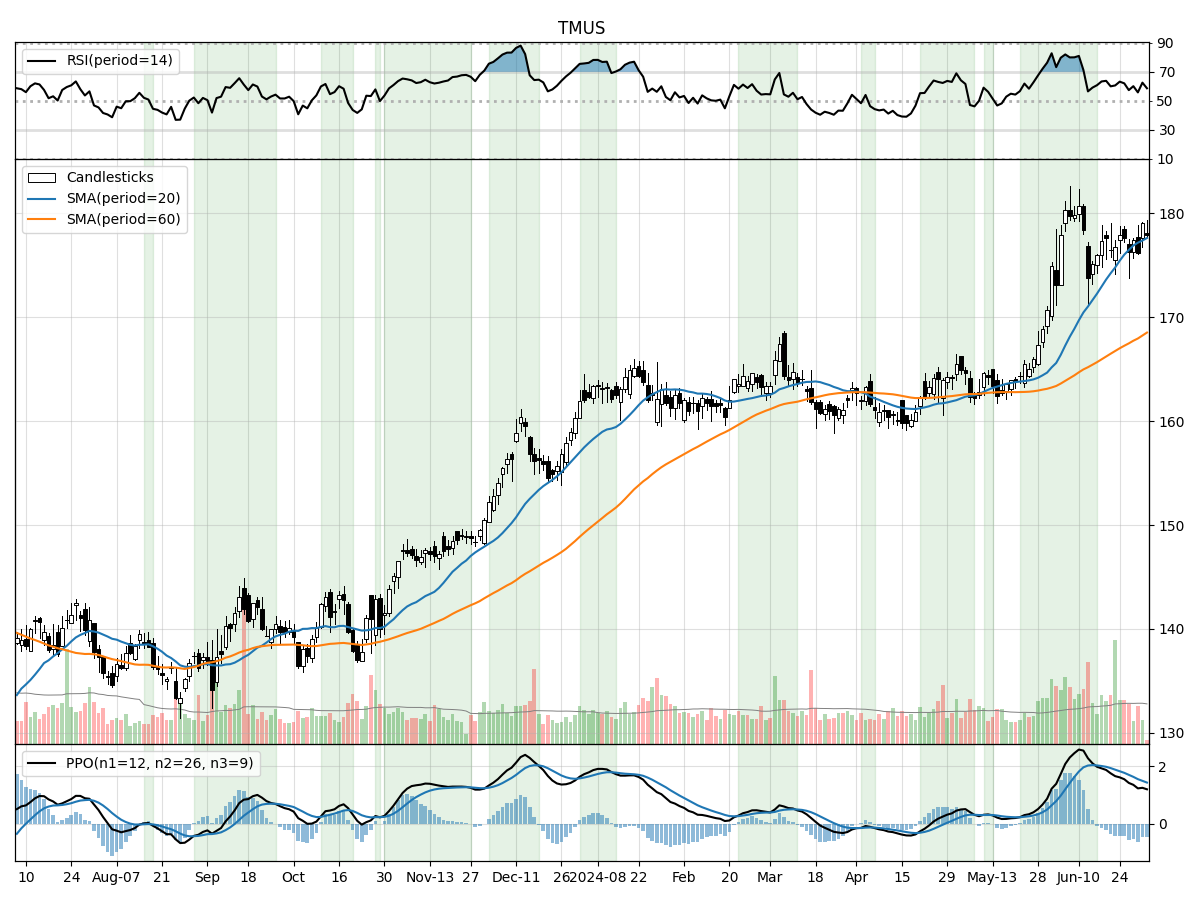 TMUS
RSI(period=14)
90
70
50
30
10
Candlesticks
SMA(period=20)
SMA(period=60)
180
170
160
150
140
130
PPO(n1=12, n2=26, n3=9)
2
0
10 24 Aug-07 21 Sep 18 Oct 16 30 Nov-13 27 Dec-11 26 2024-08 22 Feb 20 Mar 18 Apr 15 29 May-13 28 Jun-10 24